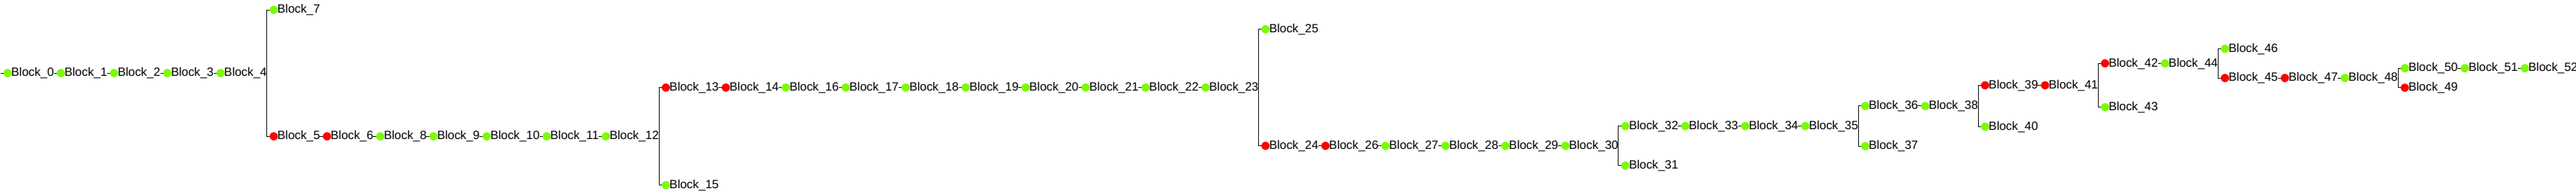 Block_7
Block_25
Block_46
Block_42 Block_44
Block_50 Block_51 Block_52
Block_0 Block_1 Block_2 Block_3 Block_4
Block_45 Block_47 Block_48
Block_13 Block_14 Block_16 Block_17 Block_18 Block_19 Block_20 Block_21 Block_22 Block_23
Block_39 Block_41
Block_49
Block_36 Block_38
Block_43
Block_32 Block_33 Block_34 Block_35
Block_40
Block_5 Block_6 Block_8 Block_9 Block_10 Block_11 Block_12
Block_24 Block_26 Block_27 Block_28 Block_29 Block_30
Block_37
Block_31
Block_15